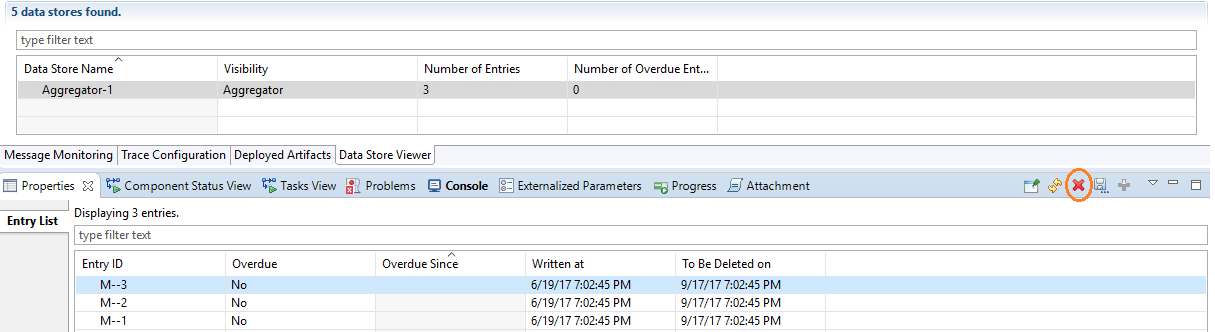 5 data stores found.
type filter text
Data Store Name Visibility Number of Entries Number of Overdue Ent...
Aggregator-1 Aggregator 3 0
Message Monitoring Trace Configuration Deployed Artifacts Data Store Viewer
Properties Component Status View Tasks View Problems Console Externalized Parameters Progress Attachment
Entry List
Displaying 3 entries.
type filter text
Entry ID Overdue Overdue Since Written at To Be Deleted on
M--3 No 6/19/17 7:02:45 PM 9/17/17 7:02:45 PM
M--2 No 6/19/17 7:02:45 PM 9/17/17 7:02:45 PM
M--1 No 6/19/17 7:02:45 PM 9/17/17 7:02:45 PM